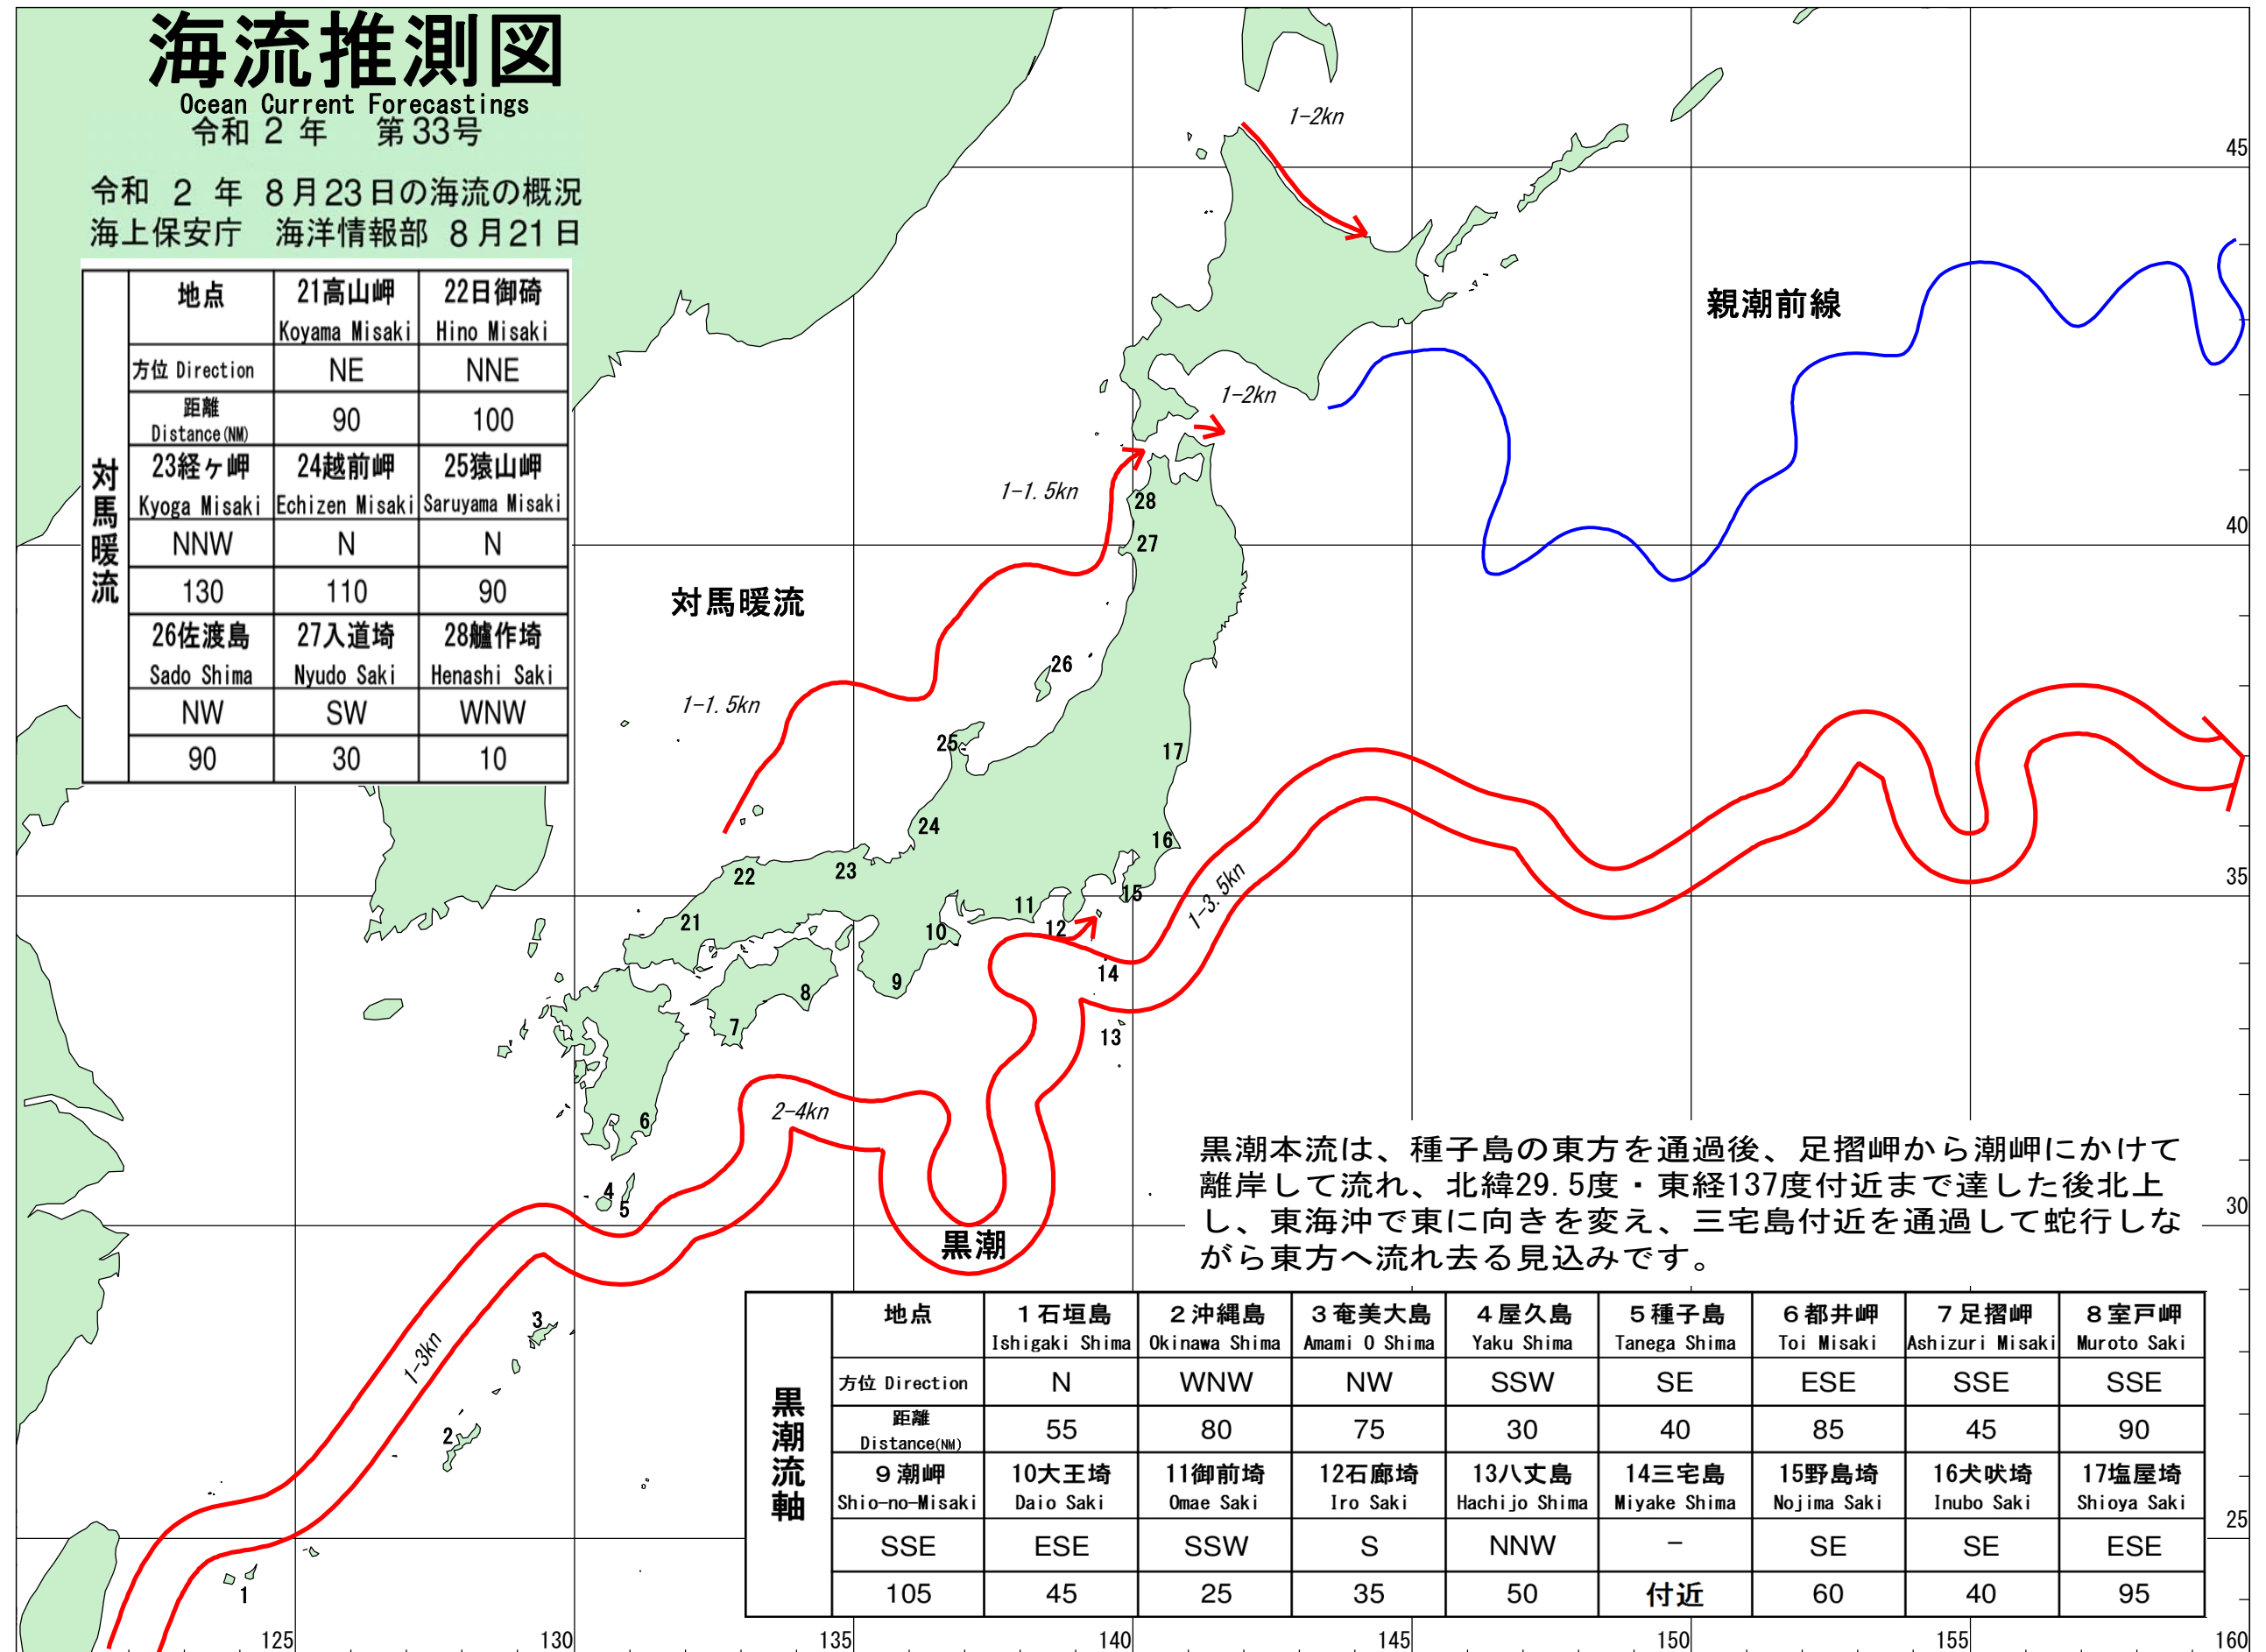 海流推測図
Ocean Current Forecastings
令和 2 年 第33号
令和 2 年 8月23日の海流の概況
海上保安庁 海洋情報部 8月21日
対馬暖流
地点 21高山岬 22日御碕
Koyama Misaki Hino Misaki
方位 Direction NE NNE
距離 Distance(NM) 90 100
23経ヶ岬 24越前岬 25猿山岬
Kyoga Misaki Echizen Misaki Saruyama Misaki
NNW N N
130 110 90
26佐渡島 27入道埼 28艫作埼
Sado Shima Nyudo Saki Henashi Saki
NW SW WNW
90 30 10
1-2kn
45
親潮前線
1-2kn
1-1.5kn
28
40
27
対馬暖流
26
1-1.5kn
25
17
24
16
23
22
35
15
1-3.5kn
11
21
12
10
14
9
8
7
13
2-4kn
6
4
5
30
黒潮
3
1-3kn
2
25
1
125
130
135
140
145
150
155
160
黒潮本流は、種子島の東方を通過後、足摺岬から潮岬にかけて
離岸して流れ、北緯29.5度・東経137度付近まで達した後北上
し、東海沖で東に向きを変え、三宅島付近を通過して蛇行しな
がら東方へ流れ去る見込みです。
黒潮流軸
地点 1石垣島 2沖縄島 3奄美大島 4屋久島 5種子島 6都井岬 7足摺岬 8室戸岬
Ishigaki Shima Okinawa Shima Amami O Shima Yaku Shima Tanega Shima Toi Misaki Ashizuri Misaki Muroto Saki
方位 Direction N WNW NW SSW SE ESE SSE SSE
距離 Distance(NM) 55 80 75 30 40 85 45 90
9潮岬 10大王埼 11御前埼 12石廊埼 13八丈島 14三宅島 15野島埼 16犬吠埼 17塩屋埼
Shio-no-Misaki Daio Saki Omae Saki Iro Saki Hachijo Shima Miyake Shima Nojima Saki Inubo Saki Shioya Saki
SSE ESE SSW S NNW - SE SE ESE
105 45 25 35 50 付近 60 40 95